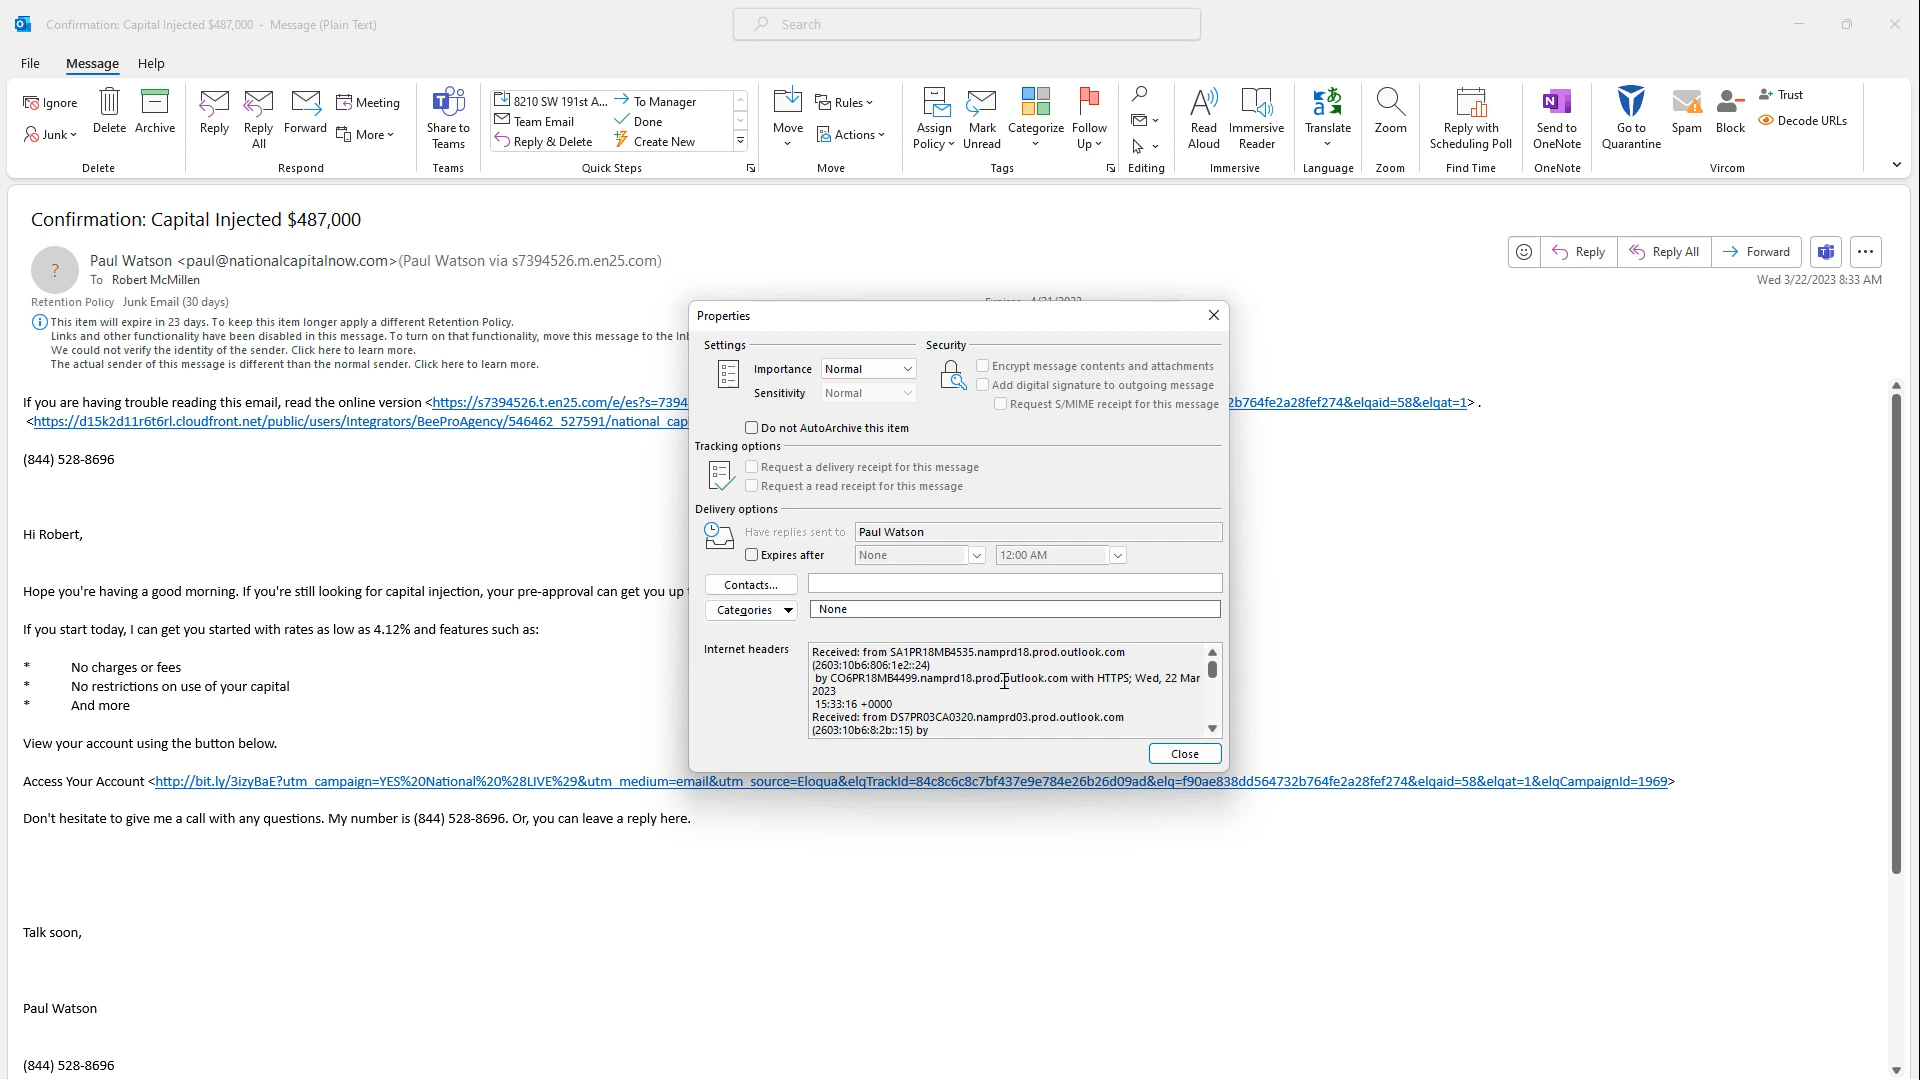 Confirmation: Capital Injected $487,000 - Message (Plain Text)
Search
File Message Help
Ignore
Junk
Delete
Archive
Delete
Reply
Reply All
Forward
Meeting
More
Respond
Share to Teams
Teams
8210 SW 191st A... To Manager
Team Email Done
Reply & Delete Create New
Quick Steps
Move
Rules
Actions
Move
Assign Policy
Mark Unread
Categorize
Follow Up
Tags
Editing
Read Aloud
Immersive Reader
Immersive
Translate
Language
Zoom
Zoom
Reply with Scheduling Poll
Find Time
Send to OneNote
OneNote
Go to Quarantine
Spam
Block
Trust
Decode URLs
Vircom
Confirmation: Capital Injected $487,000
Paul Watson <paul@nationalcapitalnow.com>(Paul Watson via s7394526.m.en25.com)
To Robert McMillen
Reply Reply All Forward
Wed 3/22/2023 8:33 AM
Retention Policy Junk Email (30 days)
This item will expire in 23 days. To keep this item longer apply a different Retention Policy.
Links and other functionality have been disabled in this message. To turn on that functionality, move this message to the
We could not verify the identity of the sender. Click here to learn more.
The actual sender of this message is different than the normal sender. Click here to learn more.
If you are having trouble reading this email, read the online version <https://s7394526.t.en25.com/e/es?s=7394
2b764fe2a28fef274&elqaid=58&elqat=1> .
<https://d15k2d11r6t6rl.cloudfront.net/public/users/Integrators/BeeProAgency/546462_527591/national_cap
(844) 528-8696
Hi Robert,
Hope you're having a good morning. If you're still looking for capital injection, your pre-approval can get you up
If you start today, I can get you started with rates as low as 4.12% and features such as:
* No charges or fees
* No restrictions on use of your capital
* And more
View your account using the button below.
Access Your Account <http://bit.ly/3izyBaE?utm_campaign=YES%20National%20%28LIVE%29&utm_medium=email&utm_source=Eloqua&elqTrackId=84c8c6c8c7bf437e9e784e26b26d09ad&elq=f90ae838dd564732b764fe2a28fef274&elqaid=58&elqat=1&elqCampaignId=1969>
Don't hesitate to give me a call with any questions. My number is (844) 528-8696. Or, you can leave a reply here.
Talk soon,
Paul Watson
(844) 528-8696
Properties
Settings
Importance Normal
Sensitivity Normal
Security
Encrypt message contents and attachments
Add digital signature to outgoing message
Request S/MIME receipt for this message
Do not AutoArchive this item
Tracking options
Request a delivery receipt for this message
Request a read receipt for this message
Delivery options
Have replies sent to Paul Watson
Expires after None 12:00 AM
Contacts...
Categories None
Internet headers
Received: from SA1PR18MB4535.namprd18.prod.outlook.com
(2603:10b6:806:1e2::24)
by CO6PR18MB4499.namprd18.prod.outlook.com with HTTPS; Wed, 22 Mar
2023
15:33:16 +0000
Received: from DS7PR03CA0320.namprd03.prod.outlook.com
(2603:10b6:8:2b::15) by
Close